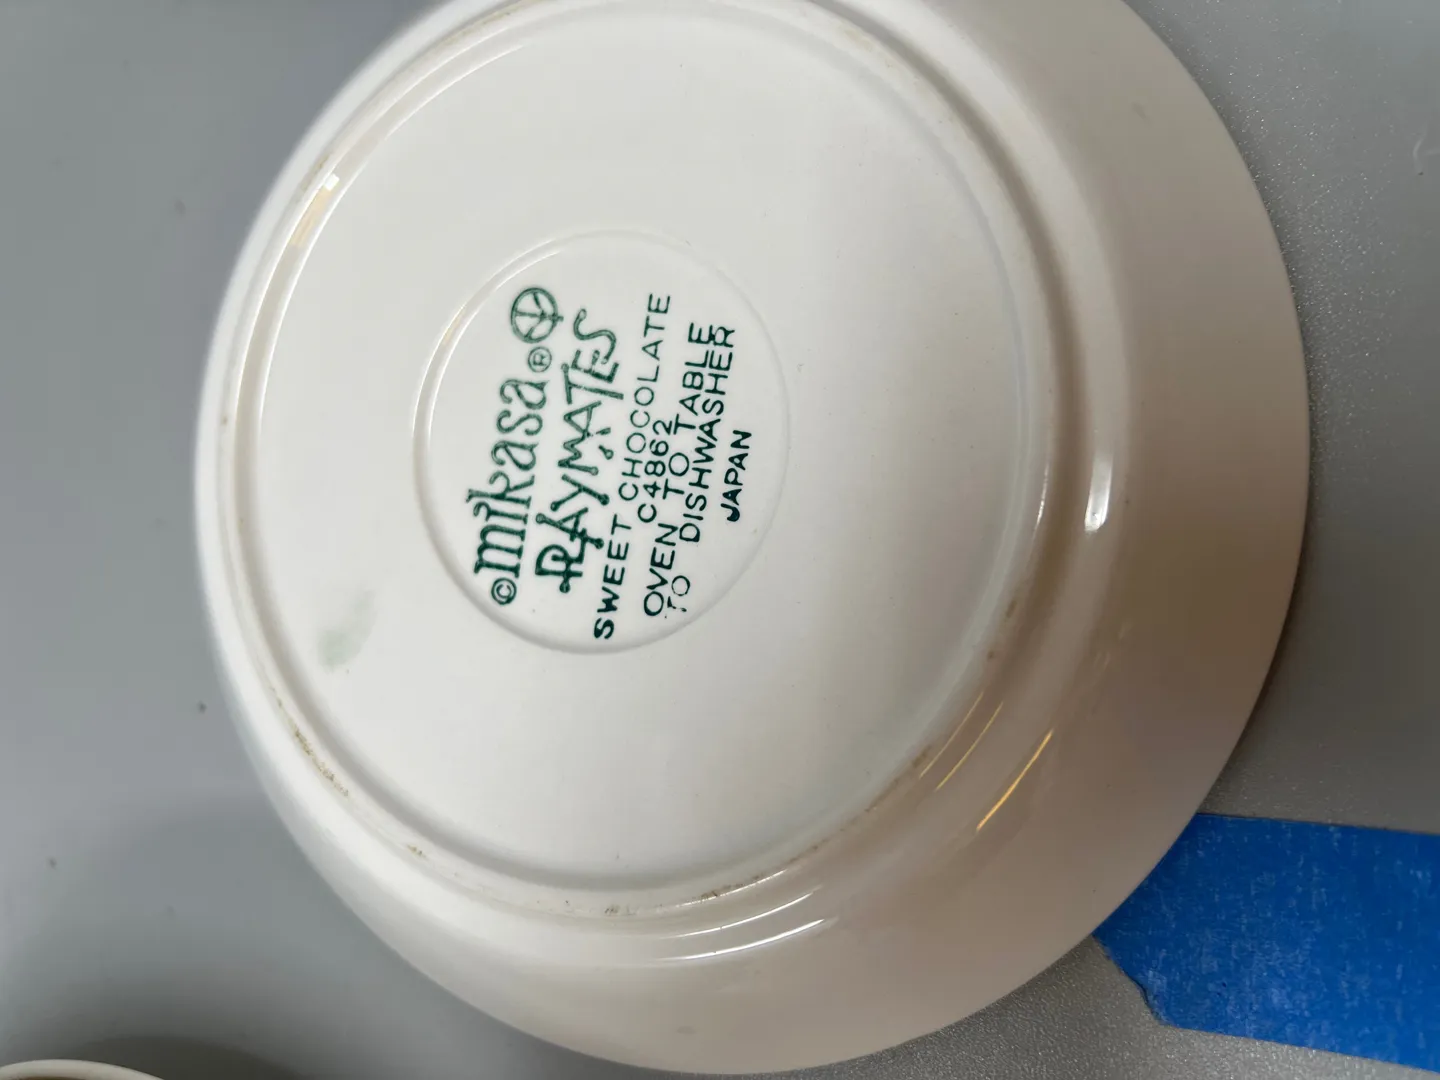 © mikasa ®
PLAYMATES
SWEET CHOCOLATE
C4862
OVEN TO TABLE
TO DISHWASHER
JAPAN